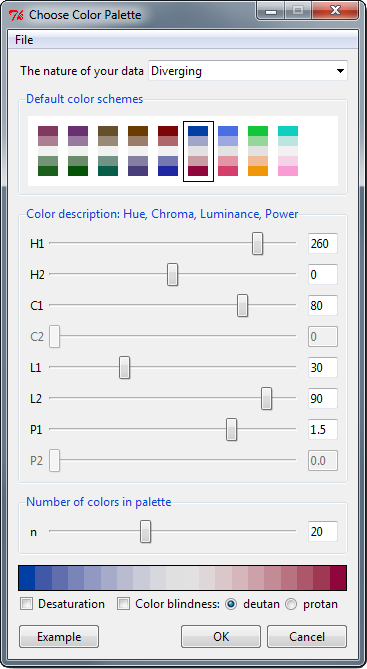 Choose Color Palette
File
The nature of your data Diverging
Default color schemes
Color description: Hue, Chroma, Luminance, Power
H1 260
H2 0
C1 80
C2 0
L1 30
L2 90
P1 1.5
P2 0.0
Number of colors in palette
n 20
Desaturation Color blindness: deutan protan
Example OK Cancel